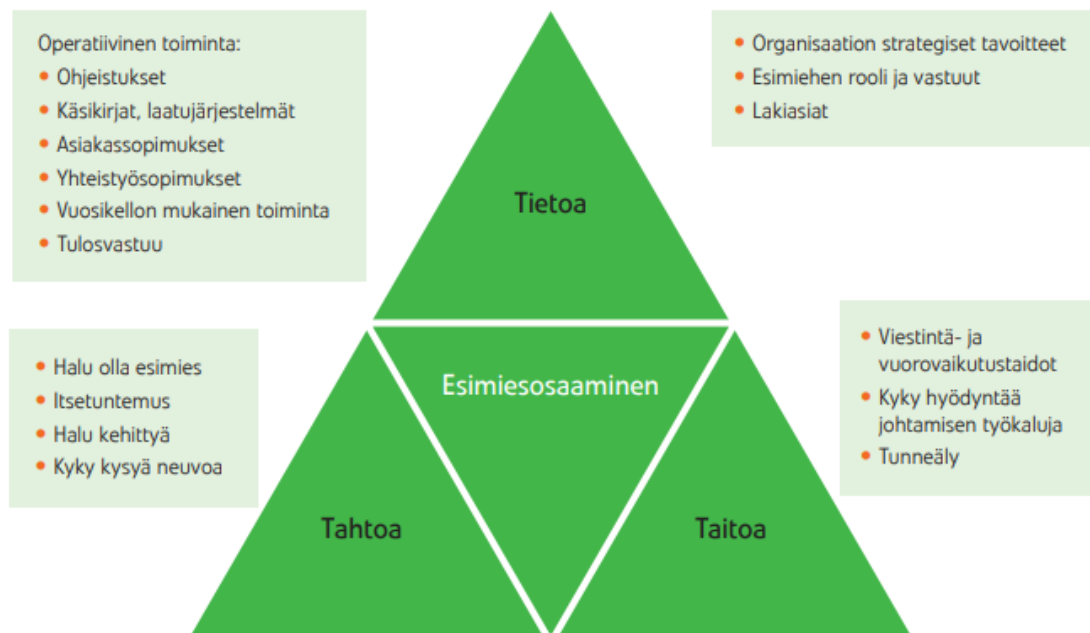 Operatiivinen toiminta:
• Ohjeistukset
• Käsikirjat, laatujärjestelmät
• Asiakassopimukset
• Yhteistyösopimukset
• Vuosikellon mukainen toiminta
• Tulosvastuu
• Organisaation strategiset tavoitteet
• Esimiehen rooli ja vastuut
• Lakiasiat
Tietoa
• Halu olla esimies
• Itsetuntemus
• Halu kehittyä
• Kyky kysyä neuvoa
Esimiesosaaminen
• Viestintä- ja
vuorovaikutustaidot
• Kyky hyödyntää
johtamisen työkaluja
• Tunneäly
Tahtoa
Taitoa